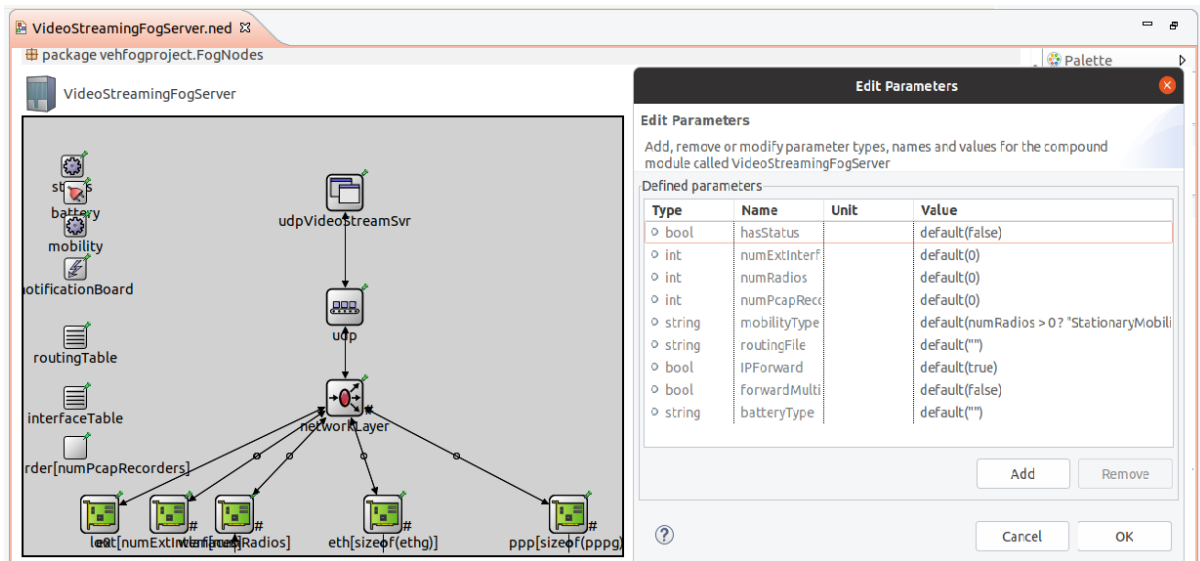 VideoStreamingFogServer.ned
package vehfogproject.FogNodes
VideoStreamingFogServer
status
battery
mobility
otificationBoard
routingTable
interfaceTable
rder[numPcapRecorders]
udpVideoStreamSvr
udp
networkLayer
#
# # # #
eth[sizeof(ethg)]
ppp[sizeof(pppg)
Palette
Edit Parameters
Edit Parameters
Add, remove or modify parameter types, names and values for the compound
module called VideoStreamingFogServer
Defined parameters
Type Name Unit Value
bool hasStatus default(false)
int numExtInterf default(0)
int numRadios default(0)
int numPcapReco default(0)
string mobilityType default(numRadios > 0 ? "StationaryMobili
string routingFile default("")
bool IPForward default(true)
bool forwardMulti default(false)
string batteryType default("")
Add Remove
? Cancel OK